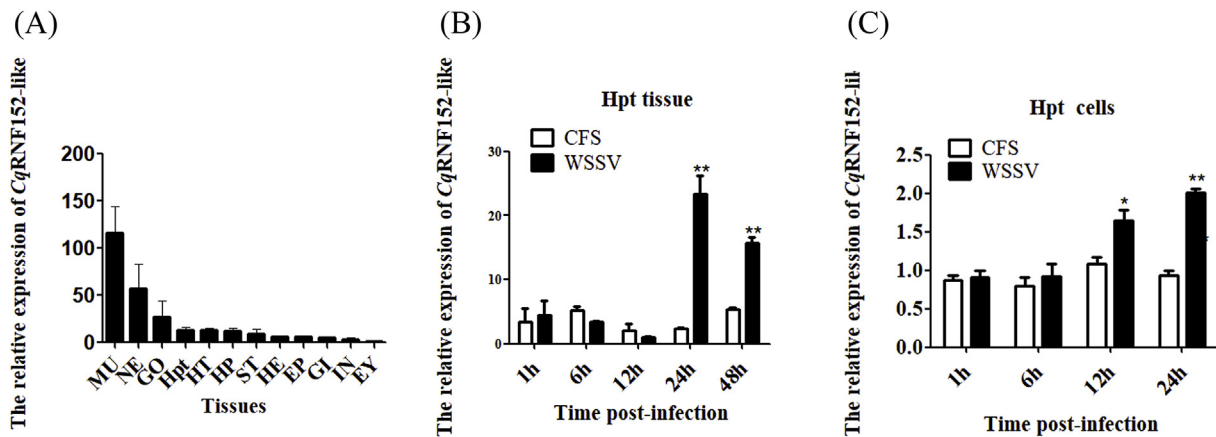 (A)
The relative expression of CqRNF152-like
200
150
100
50
0
MU NE GO Hpt HT HP ST HE EP GI IN EY
Tissues
(B)
The relative expression of CqRNF152-like
Hpt tissue
CFS
WSSV
30
20
10
0
**
**
1h 6h 12h 24h 48h
Time post-infection
(C)
The relative expression of CqRNF152-lil
Hpt cells
CFS
WSSV
2.5
2.0
1.5
1.0
0.5
0.0
*
**
*
1h 6h 12h 24h
Time post-infection